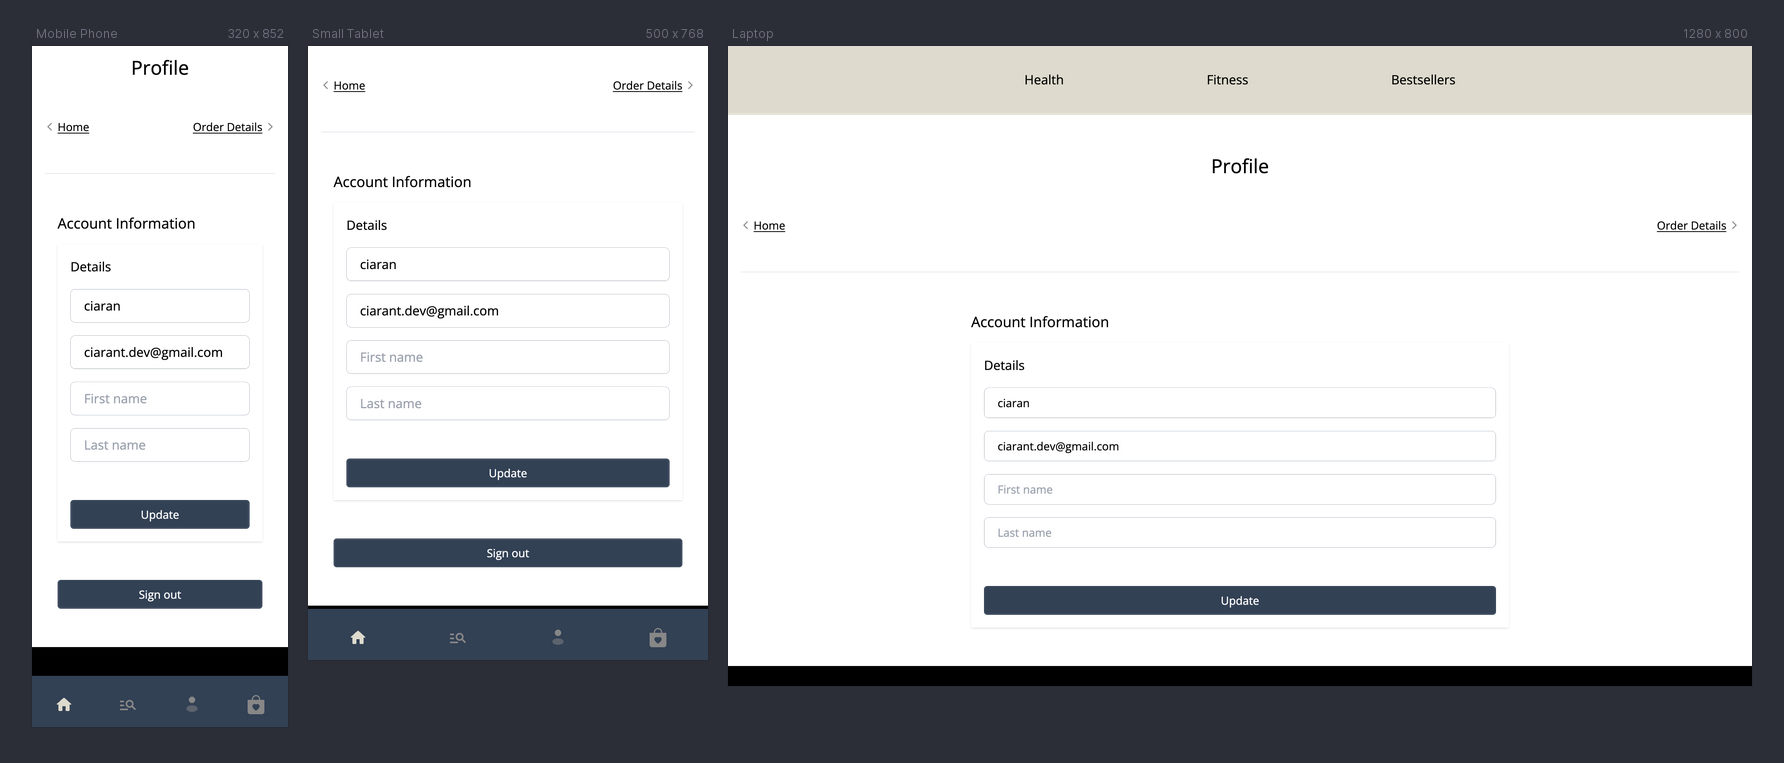 Mobile Phone 320 x 852
Profile
Home Order Details
Account Information
Details
ciaran
ciarant.dev@gmail.com
First name
Last name
Update
Sign out
Small Tablet 500 x 768
Home Order Details
Account Information
Details
ciaran
ciarant.dev@gmail.com
First name
Last name
Update
Sign out
Laptop 1280 x 800
Health Fitness Bestsellers
Profile
Home Order Details
Account Information
Details
ciaran
ciarant.dev@gmail.com
First name
Last name
Update